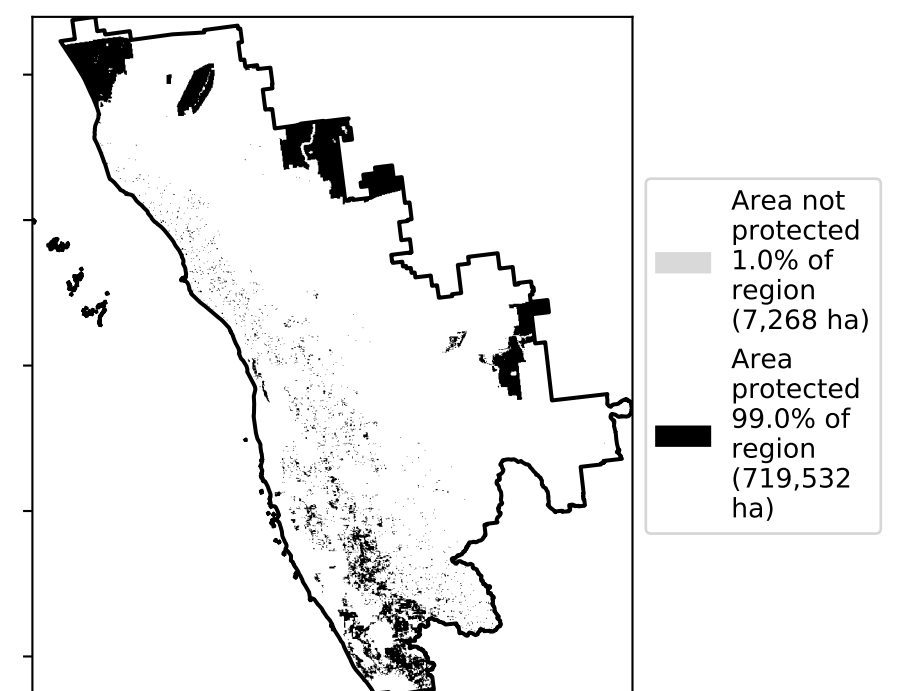 Area not
protected
1.0% of
region
(7,268 ha)
Area
protected
99.0% of
region
(719,532
ha)